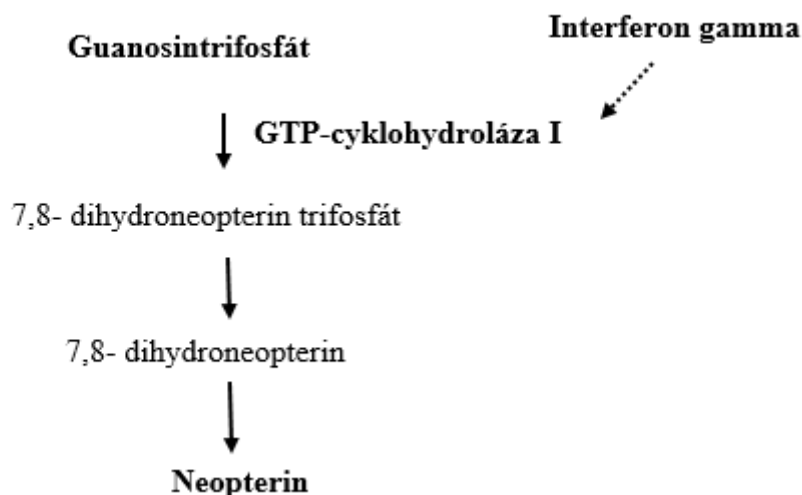 Interferon gamma
Guanosintrifosfát
GTP-cyklohydroláza I
7,8- dihydroneopterin trifosfát
7,8- dihydroneopterin
Neopterin